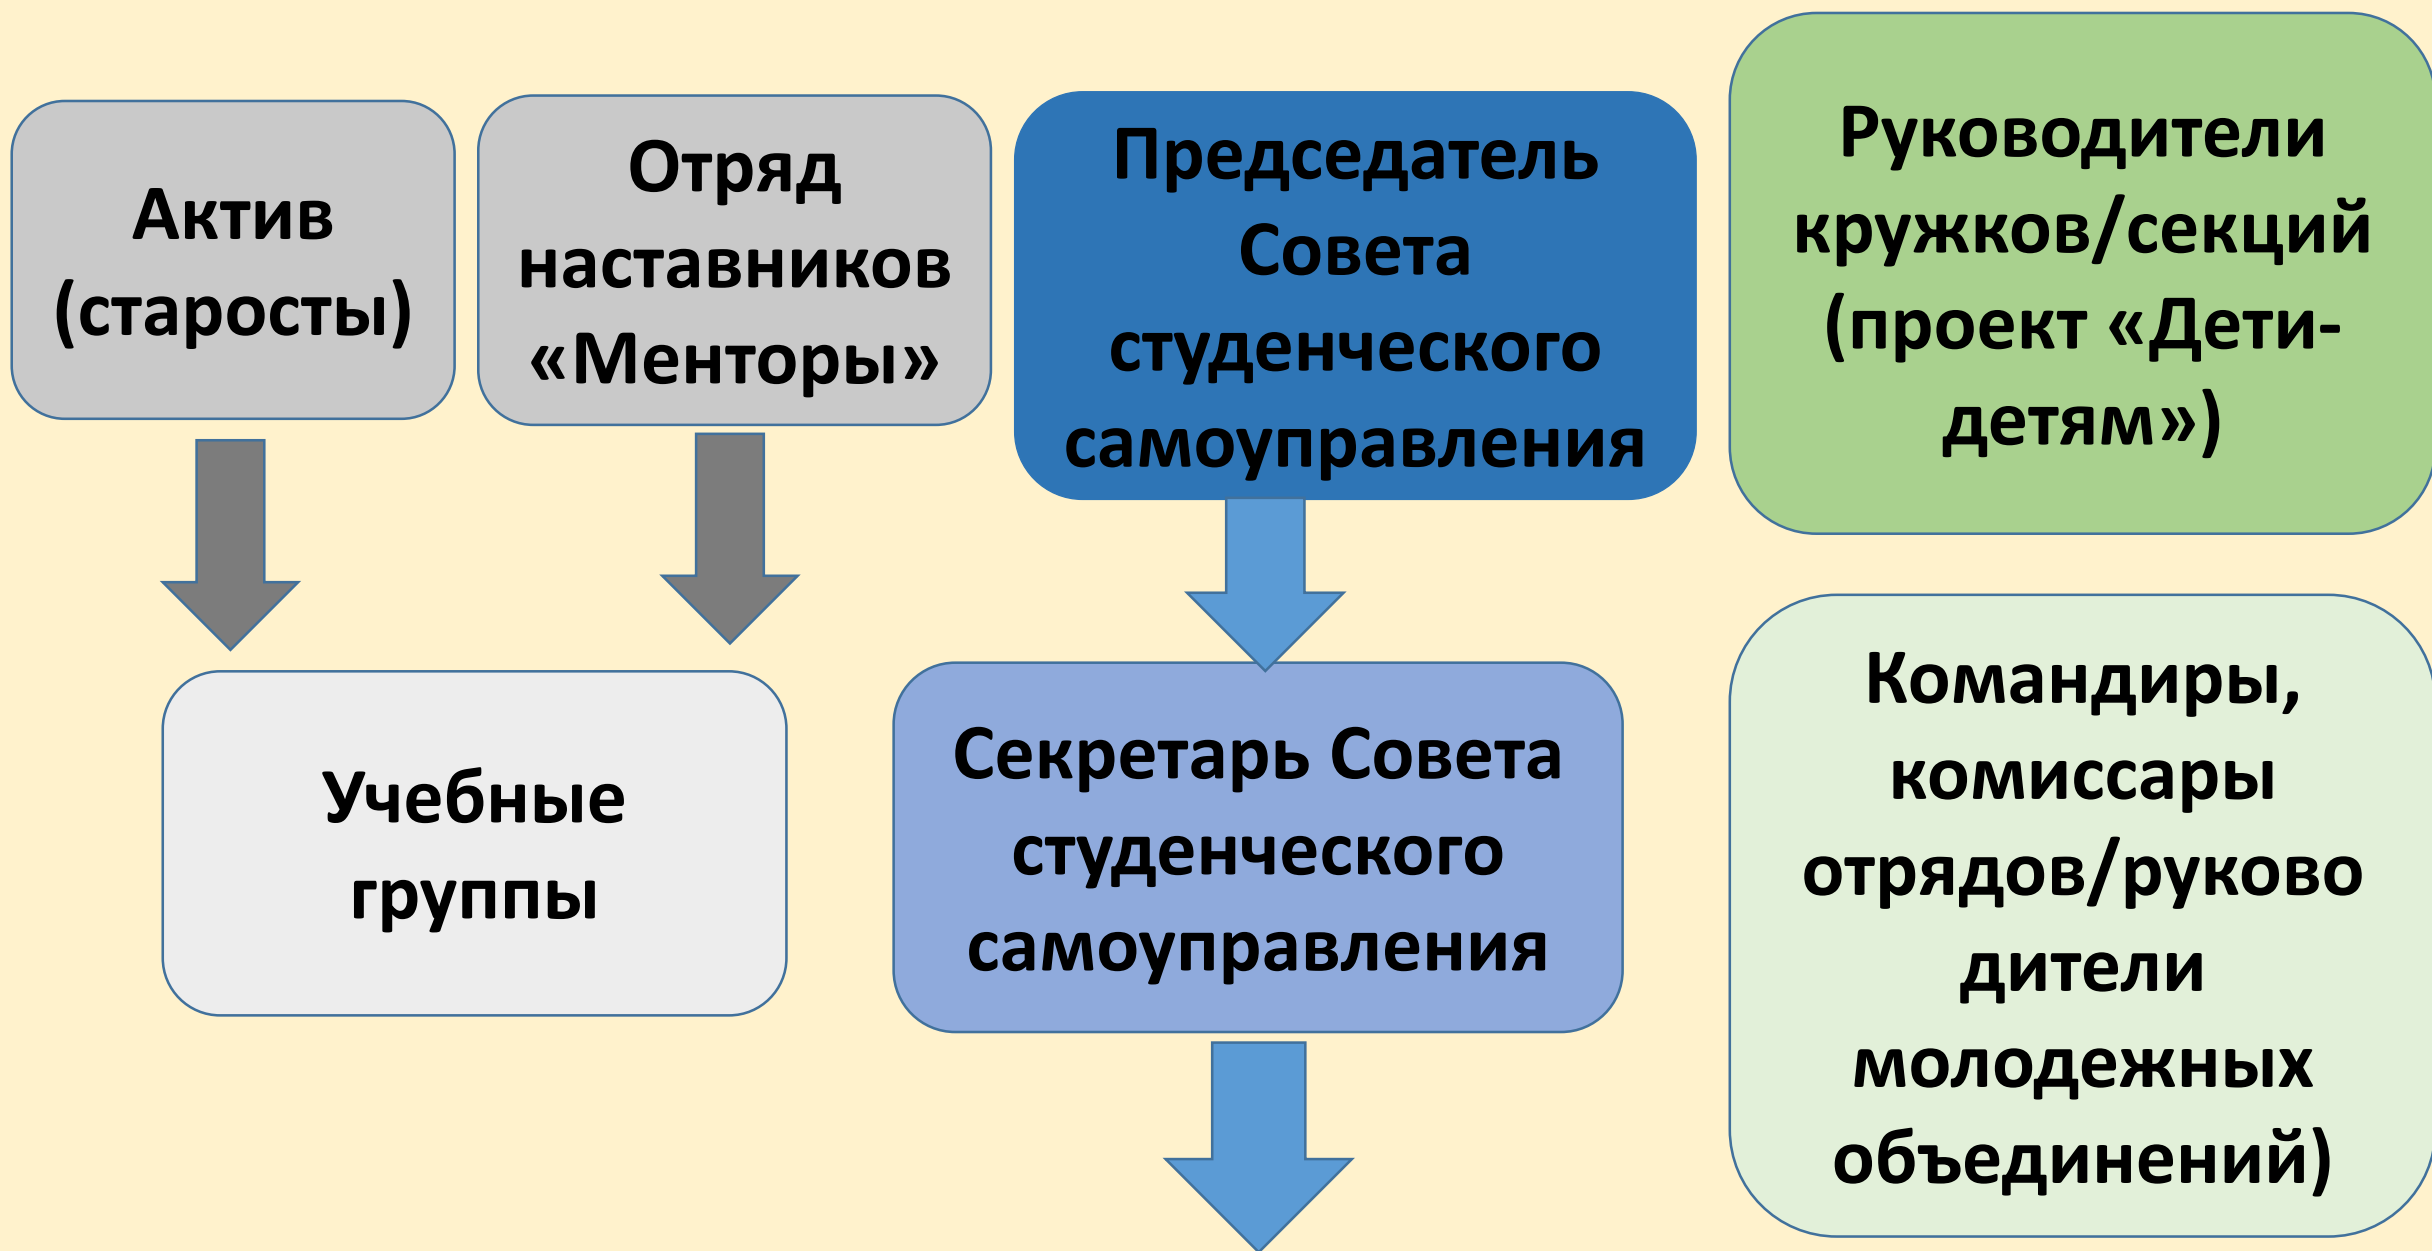 Актив
(старосты)
Отряд
наставников
«Менторы»
Председатель
Совета
студенческого
самоуправления
Руководители
кружков/секций
(проект «Дети-
детям»)
Учебные
группы
Секретарь Совета
студенческого
самоуправления
Командиры,
комиссары
отрядов/руково
дители
молодежных
объединений)